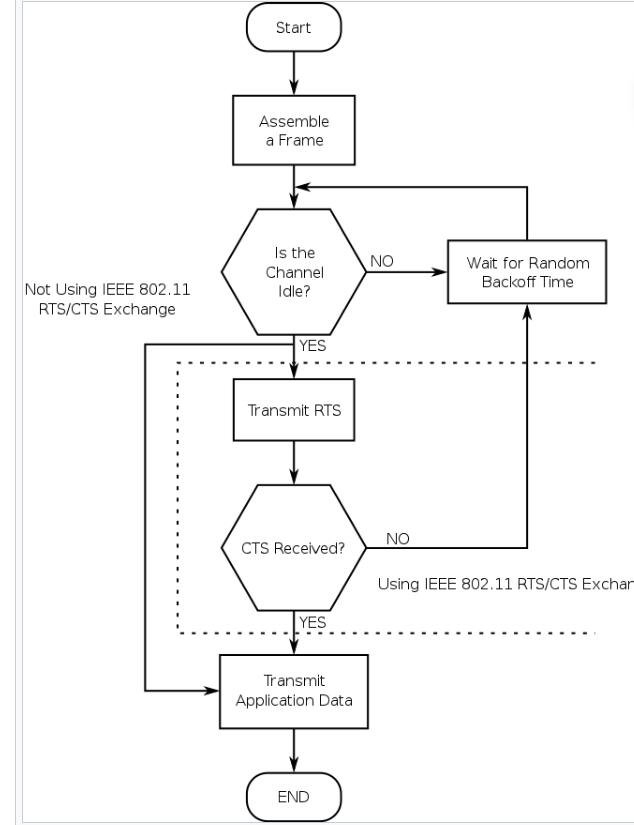 Start
Assemble
a Frame
Is the
Channel
Idle?
NO
Wait for Random
Backoff Time
Not Using IEEE 802.11
RTS/CTS Exchange
YES
Transmit RTS
CTS Received?
NO
Using IEEE 802.11 RTS/CTS Exchan
YES
Transmit
Application Data
END